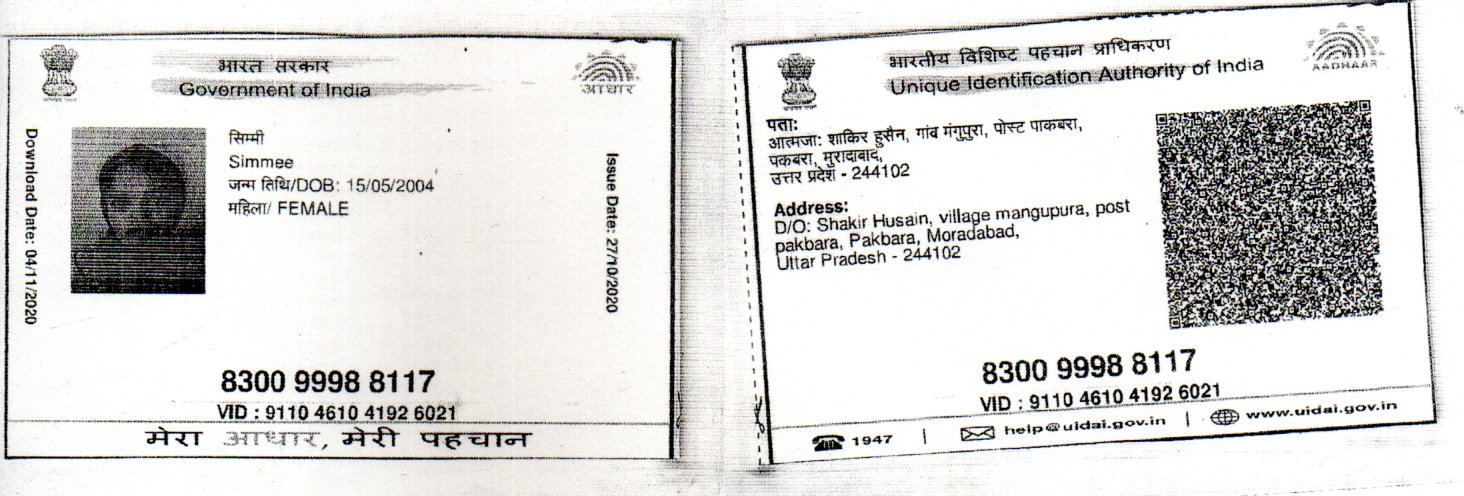 भारत सरकार
Government of India
आधार
Download Date: 04/11/2020
सिम्मी
Simmee
जन्म तिथि/DOB: 15/05/2004
महिला/ FEMALE
Issue Date: 27/10/2020
8300 9998 8117
VID : 9110 4610 4192 6021
मेरा आधार, मेरी पहचान
भारतीय विशिष्ट पहचान प्राधिकरण
Unique Identification Authority of India
AADHAAR
पता:
आत्मजा: शाकिर हुसैन, गांव मंगुपुरा, पोस्ट पाकबरा,
पकबरा, मुरादाबाद,
उत्तर प्रदेश - 244102
Address:
D/O: Shakir Husain, village mangupura, post
pakbara, Pakbara, Moradabad,
Uttar Pradesh - 244102
8300 9998 8117
VID : 9110 4610 4192 6021
1947 | help@uidai.gov.in | www.uidai.gov.in